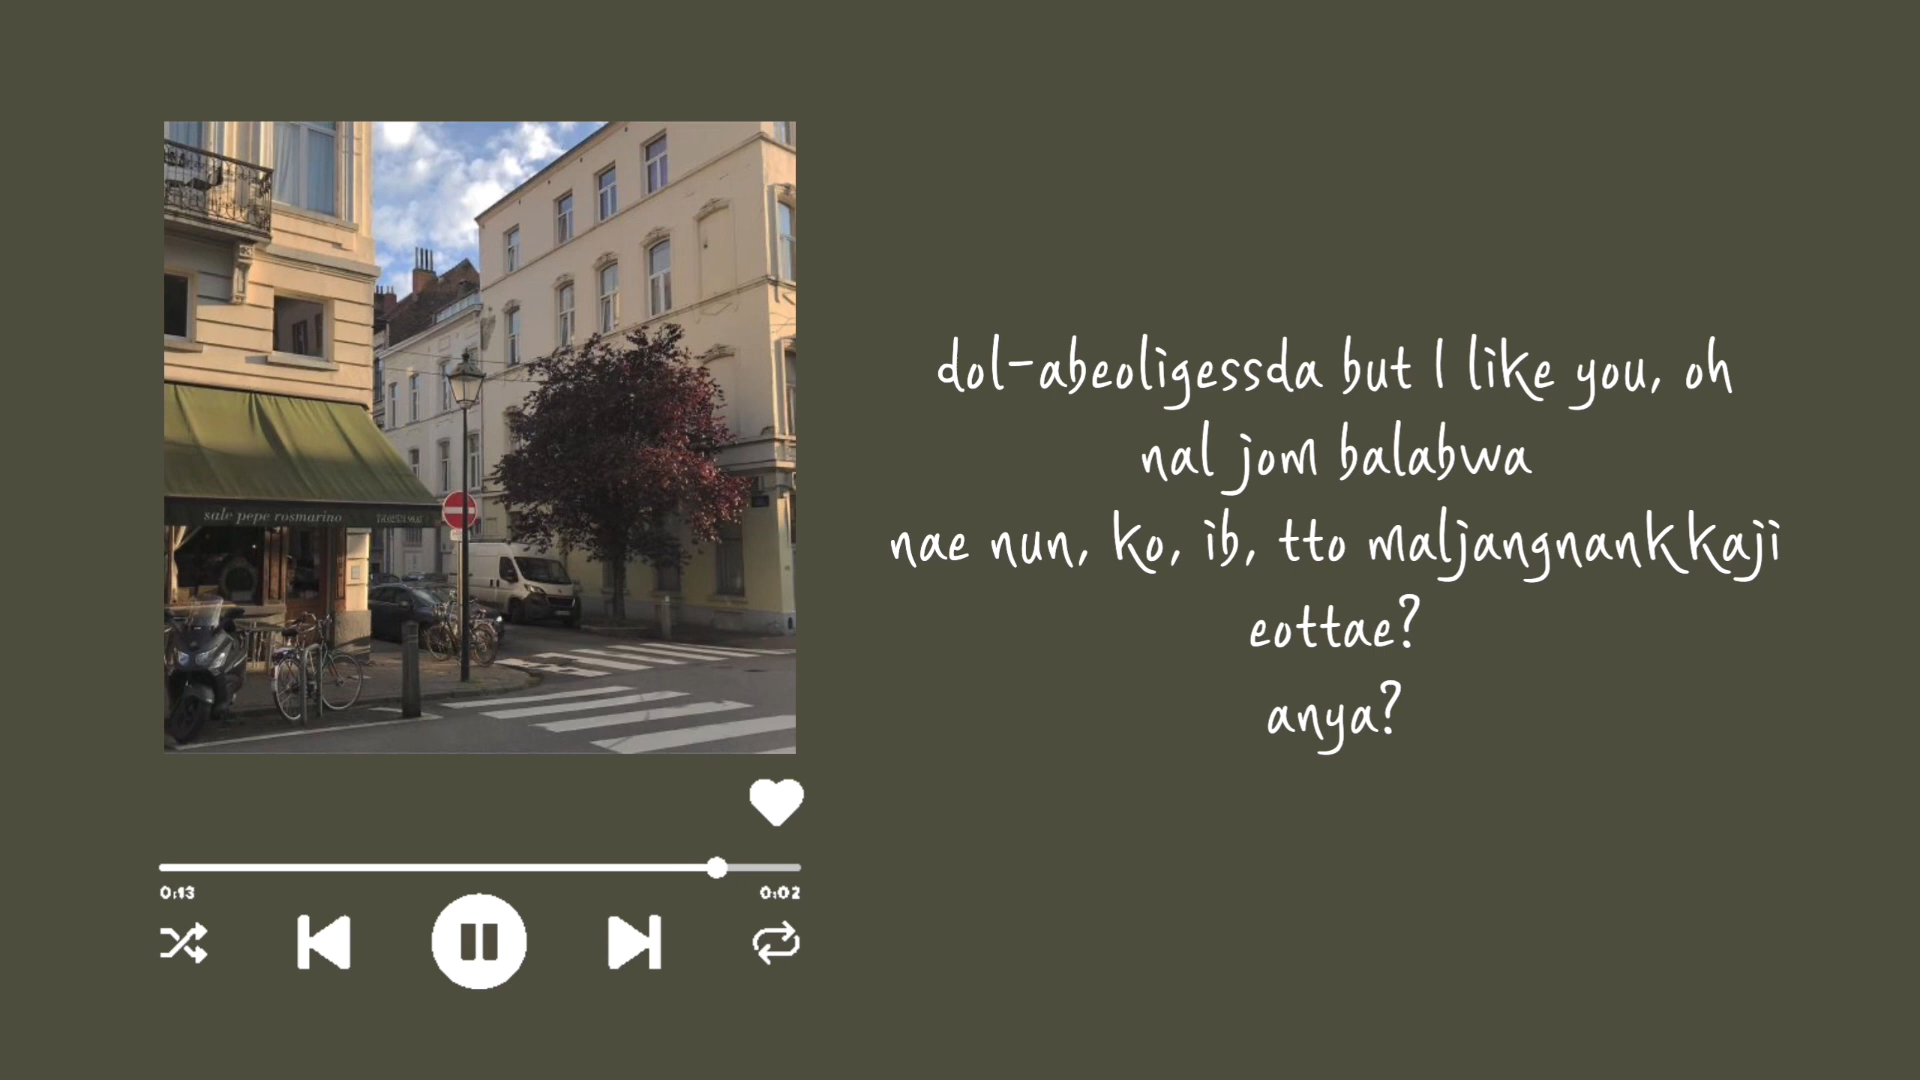 sale pepe rosmarino
dol-abeoligessda but I like you, oh
nal jom balabwa
nae nun, ko, ib, tto maljangnankkaji
eottae?
anya?
0:13
0:02